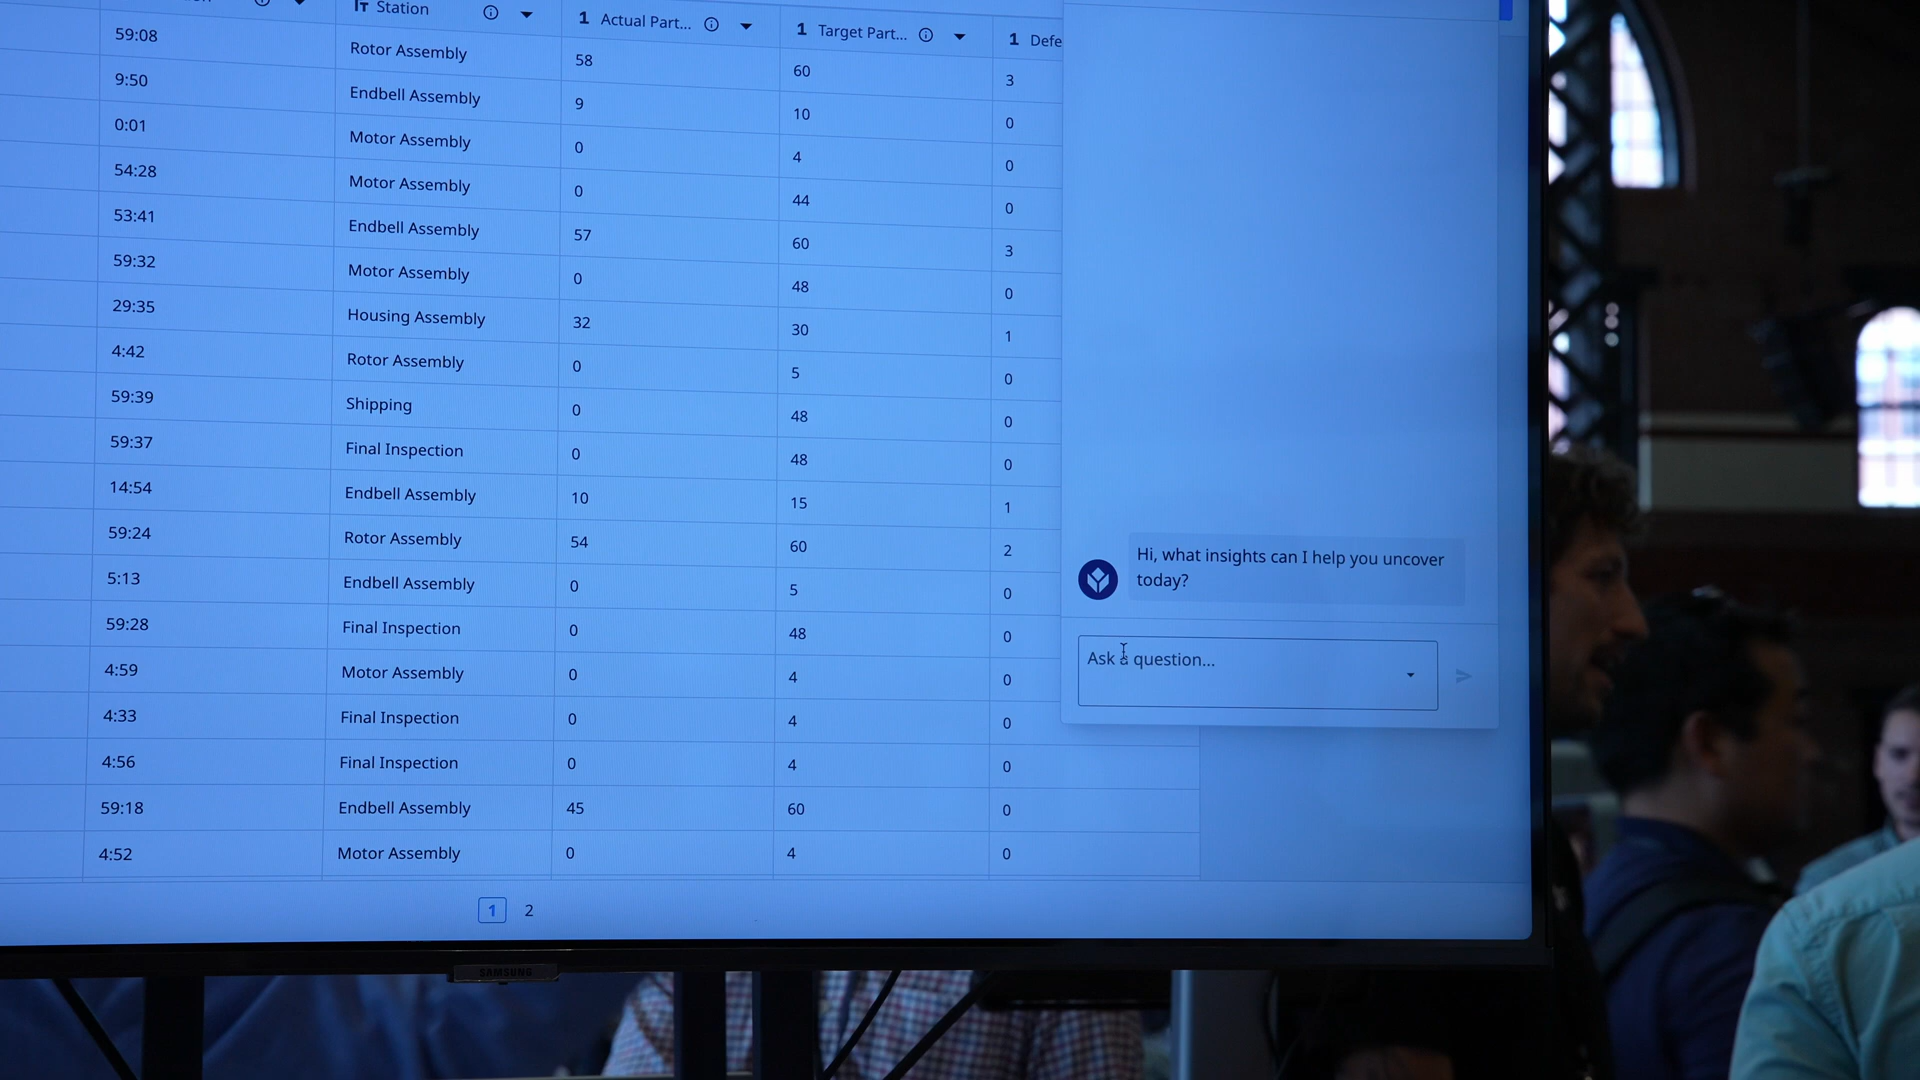 Station 1 Actual Part... 1 Target Part... 1 Defe
59:08 Rotor Assembly 58 60 3
9:50 Endbell Assembly 9 10 0
0:01 Motor Assembly 0 4 0
54:28 Motor Assembly 0 44 0
53:41 Endbell Assembly 57 60 3
59:32 Motor Assembly 0 48 0
29:35 Housing Assembly 32 30 1
4:42 Rotor Assembly 0 5 0
59:39 Shipping 0 48 0
59:37 Final Inspection 0 48 0
14:54 Endbell Assembly 10 15 1
59:24 Rotor Assembly 54 60 2
5:13 Endbell Assembly 0 5 0
59:28 Final Inspection 0 48 0
4:59 Motor Assembly 0 4 0
4:33 Final Inspection 0 4 0
4:56 Final Inspection 0 4 0
59:18 Endbell Assembly 45 60 0
4:52 Motor Assembly 0 4 0
1 2
Hi, what insights can I help you uncover
today?
Ask a question...
SAMSUNG